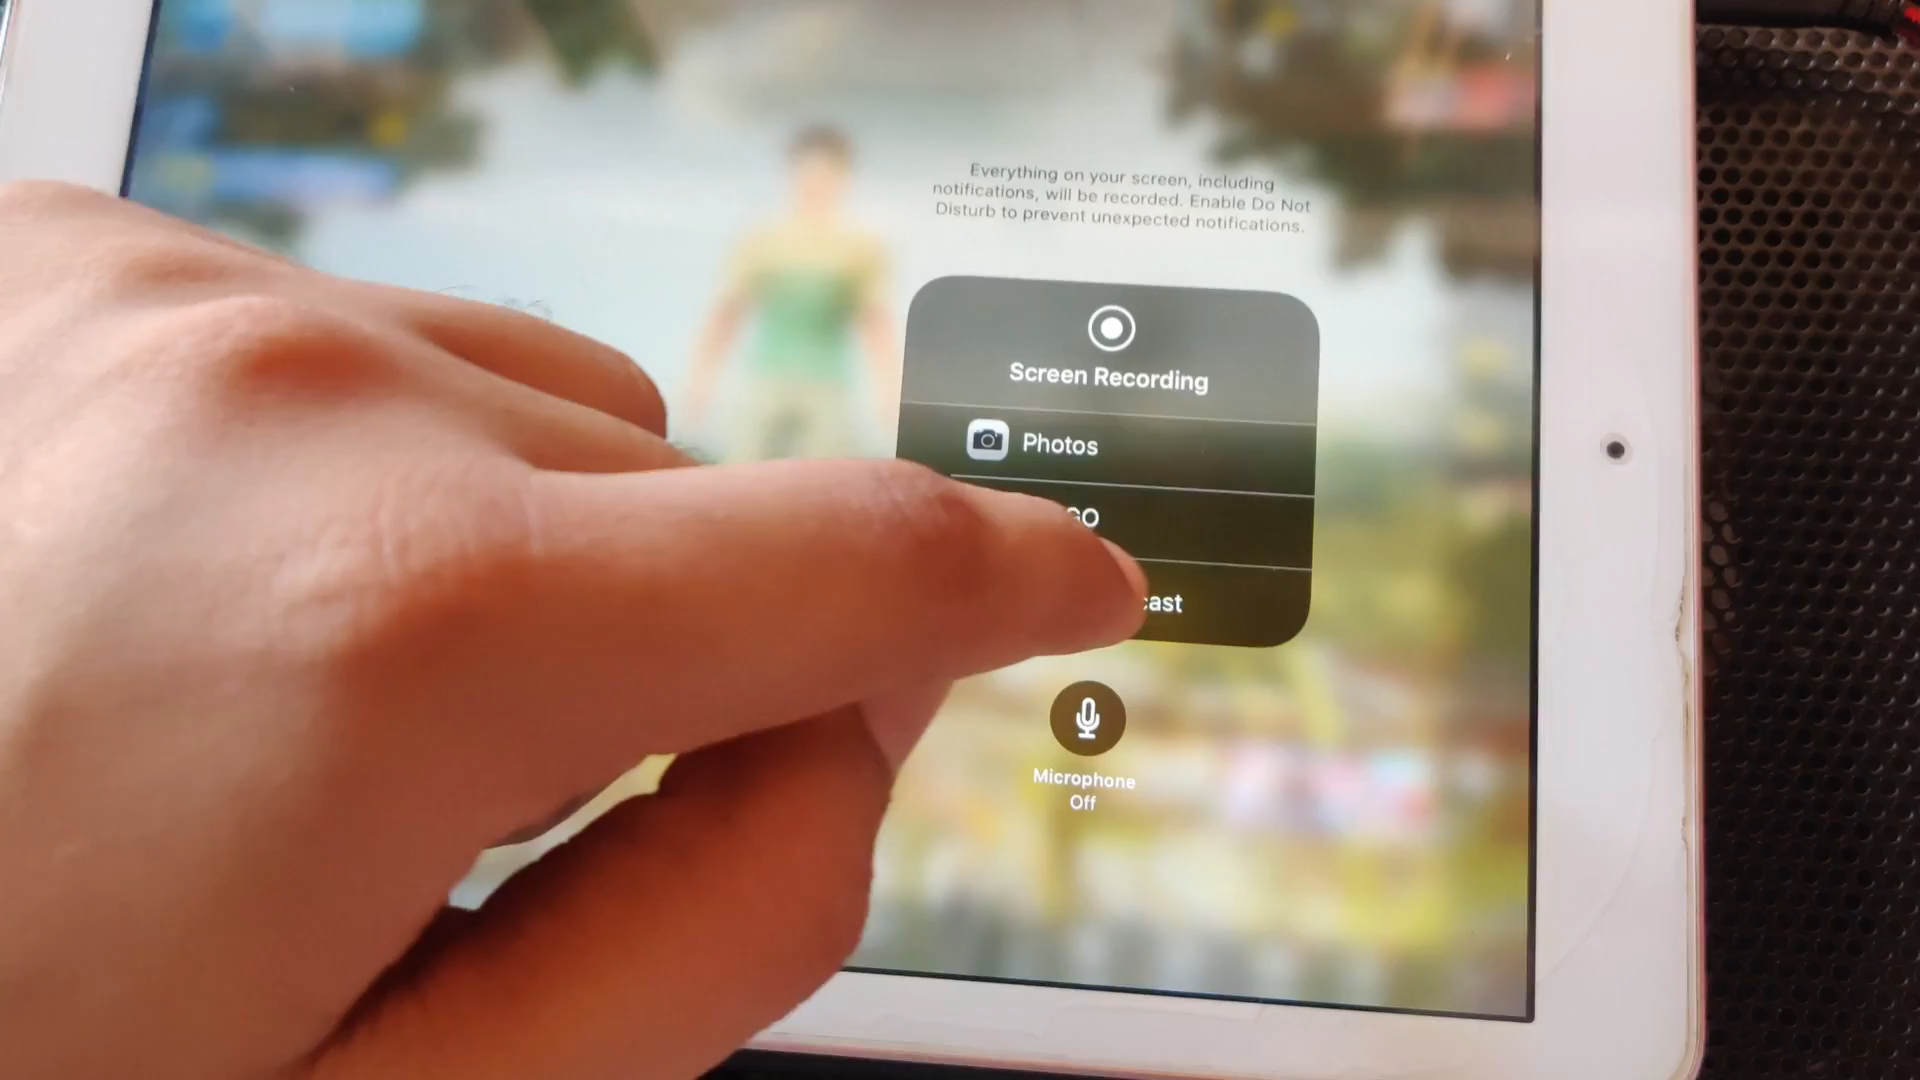 Everything on your screen, including
notifications, will be recorded. Enable Do Not
Disturb to prevent unexpected notifications.
Screen Recording
Photos
Microphone
Off